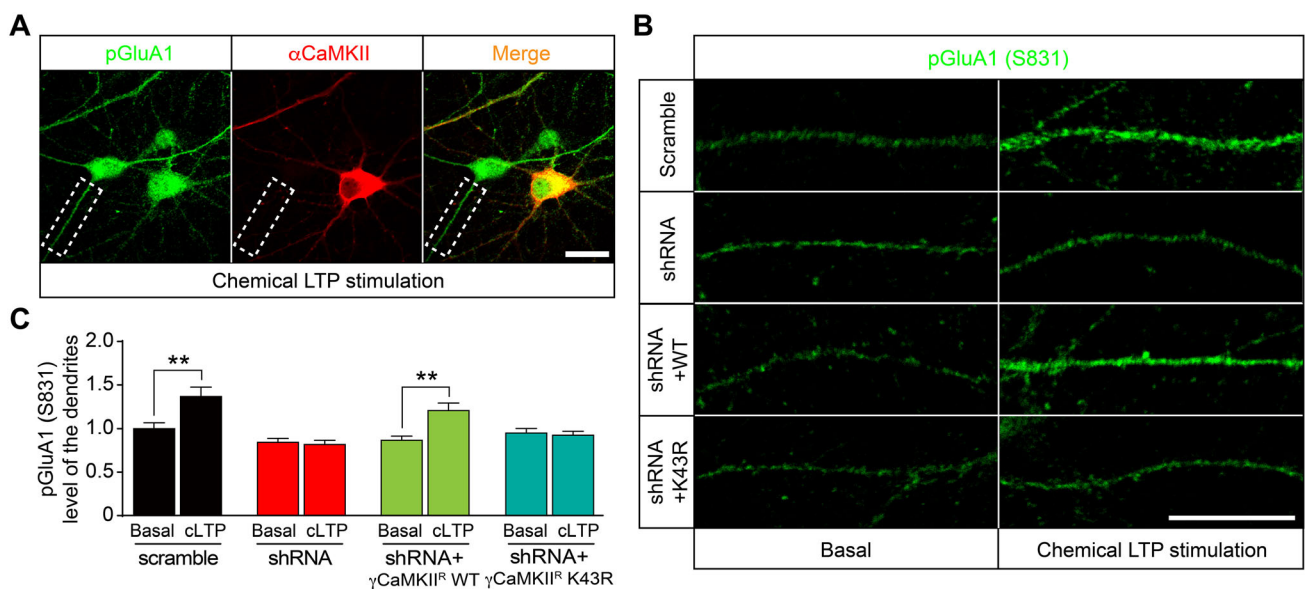 A
pGluA1 αCaMKII Merge
Chemical LTP stimulation
B
pGluA1 (S831)
Scramble
shRNA
shRNA
+WT
shRNA
+K43R
Basal Chemical LTP stimulation
C
pGluA1 (S831)
level of the dendrites
2.0
1.5
1.0
0.5
0
**
**
Basal cLTP Basal cLTP Basal cLTP Basal cLTP
scramble shRNA shRNA+ shRNA+
γCaMKIIᴿ WT γCaMKIIᴿ K43R